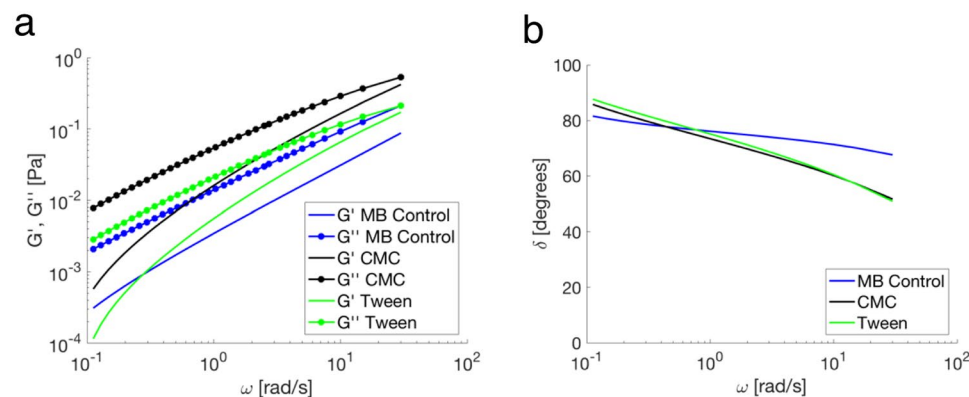 a
10^0
10^-1
10^-2
10^-3
10^-4
G', G'' [Pa]
10^-1
10^0
10^1
10^2
ω [rad/s]
G' MB Control
G'' MB Control
G' CMC
G'' CMC
G' Tween
G'' Tween
b
100
80
60
40
20
0
δ [degrees]
10^-1
10^0
10^1
10^2
ω [rad/s]
MB Control
CMC
Tween